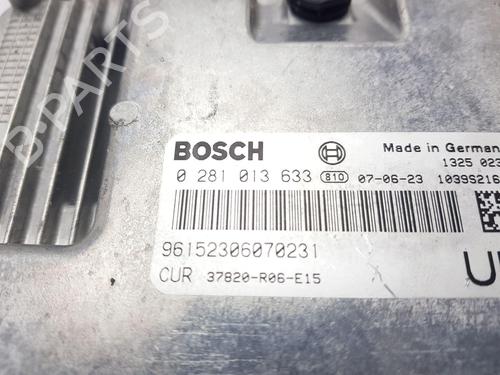 B-PARTS
BOSCH
Made in German
1325 023
0 281 013 633 810 07-06-23 1039S216
96152306070231
CUR 37820-R06-E15